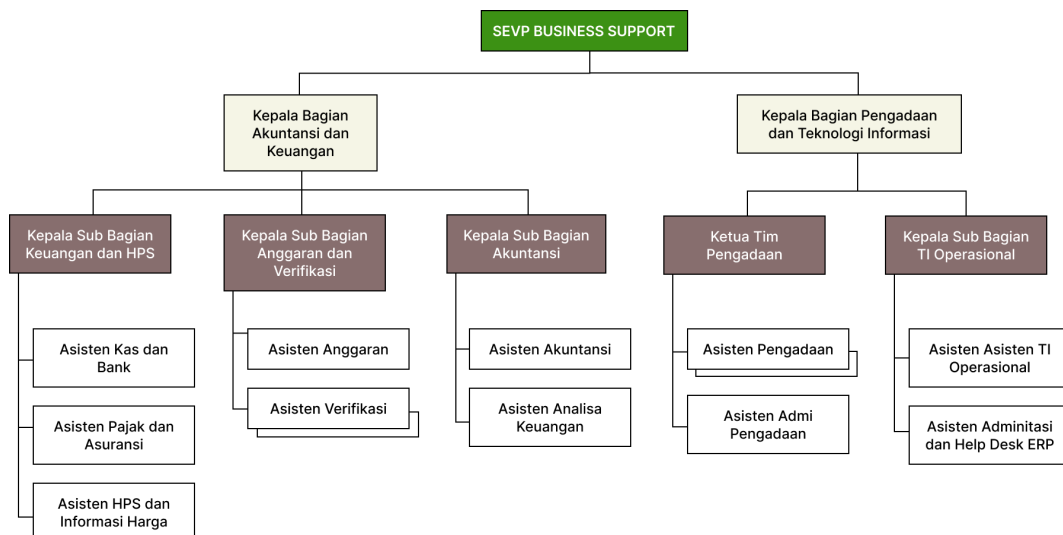 SEVP BUSINESS SUPPORT
Kepala Bagian
Akuntansi dan
Keuangan
Kepala Bagian Pengadaan
dan Teknologi Informasi
Kepala Sub Bagian
Keuangan dan HPS
Kepala Sub Bagian
Anggaran dan
Verifikasi
Kepala Sub Bagian
Akuntansi
Ketua Tim
Pengadaan
Kepala Sub Bagian
TI Operasional
Asisten Kas dan
Bank
Asisten Pajak dan
Asuransi
Asisten HPS dan
Informasi Harga
Asisten Anggaran
Asisten Verifikasi
Asisten Akuntansi
Asisten Analisa
Keuangan
Asisten Pengadaan
Asisten Admi
Pengadaan
Asisten Asisten TI
Operasional
Asisten Adminitasi
dan Help Desk ERP